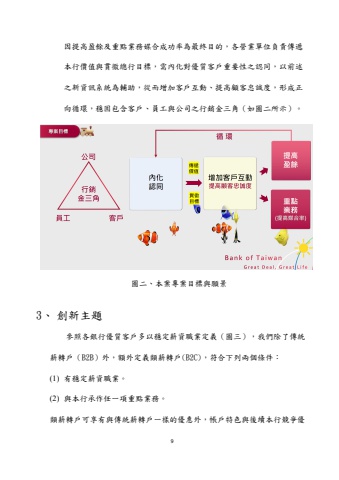 因提高盈餘及重點業務媒合成功率為最終目的，各營業單位負責傳遞
本行價值與貫徹總行目標，當內化對優質客戶重要性之認同，以前述
之新資訊系統為輔助，從而增加客戶互動、提高顧客忠誠度，形成正
向循環，穩固包含客戶、員工與公司之行銷金三角（如圖二所示）。
專案目標
循 環
公司
行銷
金三角
員工
客戶
內化
認同
傳遞
價值
貫徹
目標
增加客戶互動
提高顧客忠誠度
提高
盈餘
重點
業務
(提高媒合率)
Bank of Taiwan
Great Deal, Great Life
圖二、本案專案目標與願景
3、 創新主題
參照各銀行優質客戶多以穩定薪資職業定義（圖三），我們除了傳統
薪轉戶（B2B）外，額外定義類薪轉戶(B2C)，符合下列兩個條件：
(1) 有穩定薪資職業。
(2) 與本行承作任一項重點業務。
類薪轉戶可享有與傳統薪轉戶一樣的優惠外，帳戶特色與後續本行競爭優
9